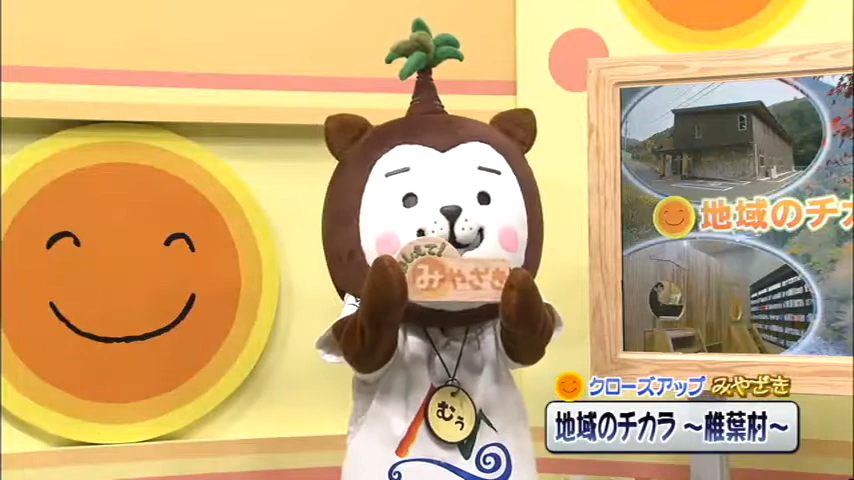 地域のチカ
おしえて!
みやざき
むぅ
クローズアップ みやざき
地域のチカラ ～椎葉村～